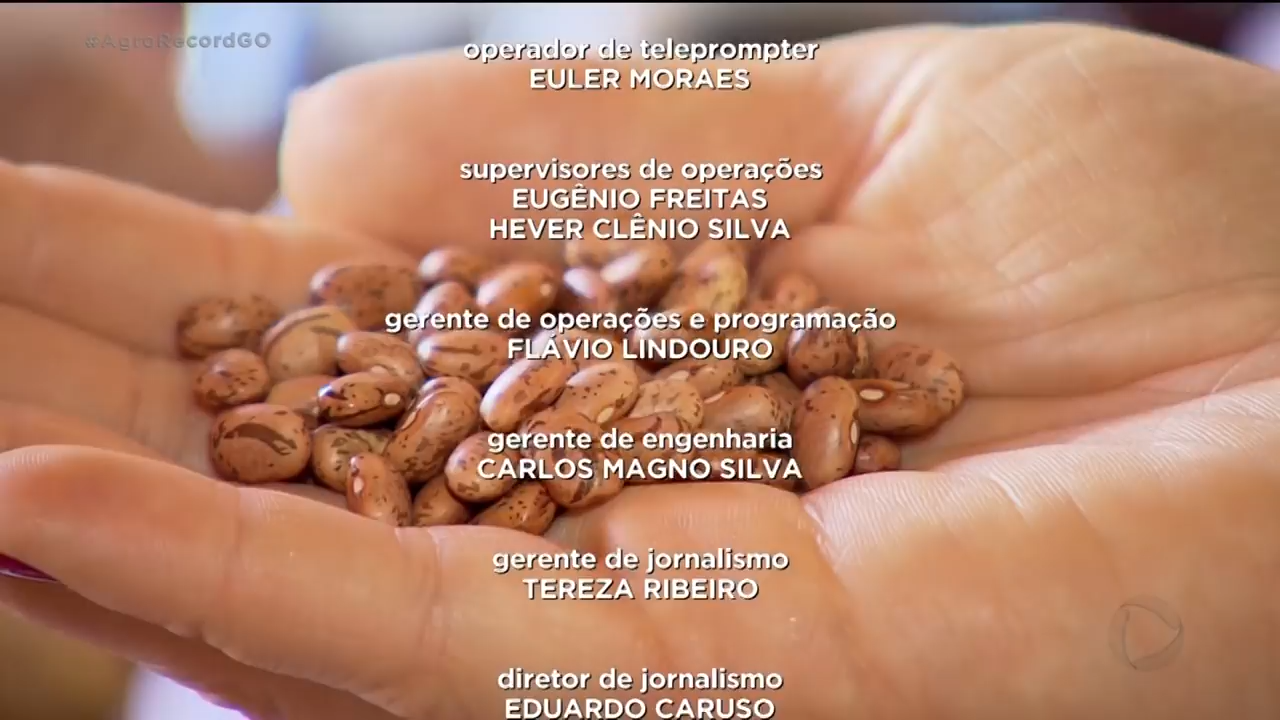 #AgroRecordGO
operador de teleprompter
EULER MORAES
supervisores de operações
EUGÊNIO FREITAS
HEVER CLÊNIO SILVA
gerente de operações e programação
FLÁVIO LINDOURO
gerente de engenharia
CARLOS MAGNO SILVA
gerente de jornalismo
TEREZA RIBEIRO
diretor de jornalismo
EDUARDO CARUSO